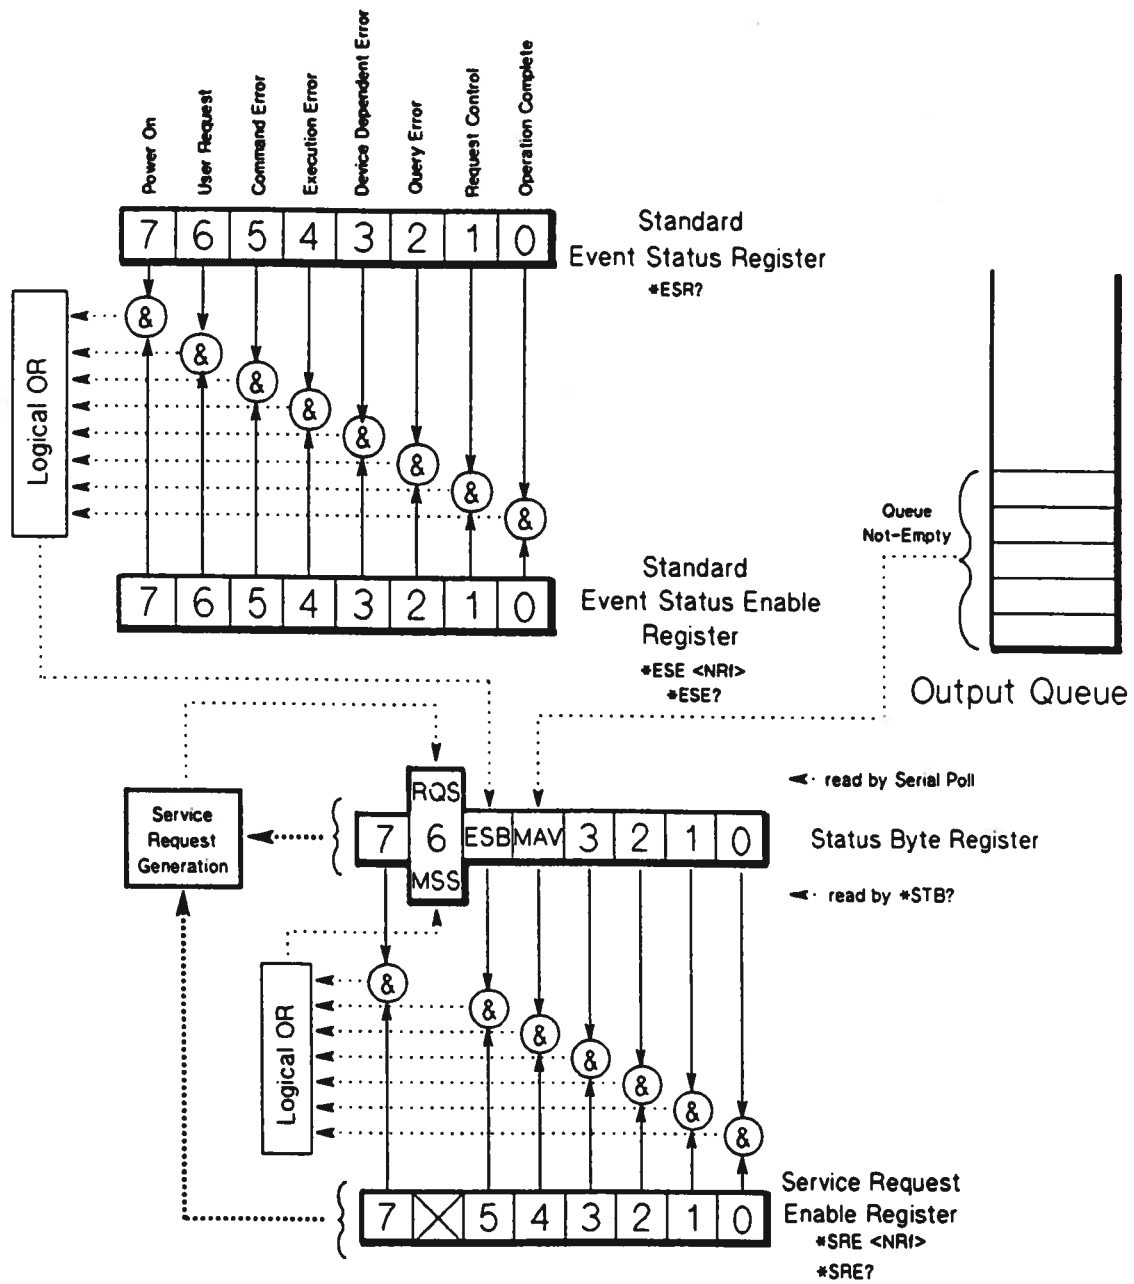 Power On
User Request
Command Error
Execution Error
Device Dependent Error
Query Error
Request Control
Operation Complete
7 6 5 4 3 2 1 0
Standard
Event Status Register
*ESR?
& & & & & & & &
Logical OR
7 6 5 4 3 2 1 0
Standard
Event Status Enable
Register
*ESE <NRf>
*ESE?
Queue
Not-Empty
Output Queue
Service
Request
Generation
RQS
7 6 ESB MAV 3 2 1 0
MSS
read by Serial Poll
Status Byte Register
read by *STB?
& & & & & & &
Logical OR
7 5 4 3 2 1 0
Service Request
Enable Register
*SRE <NRf>
*SRE?